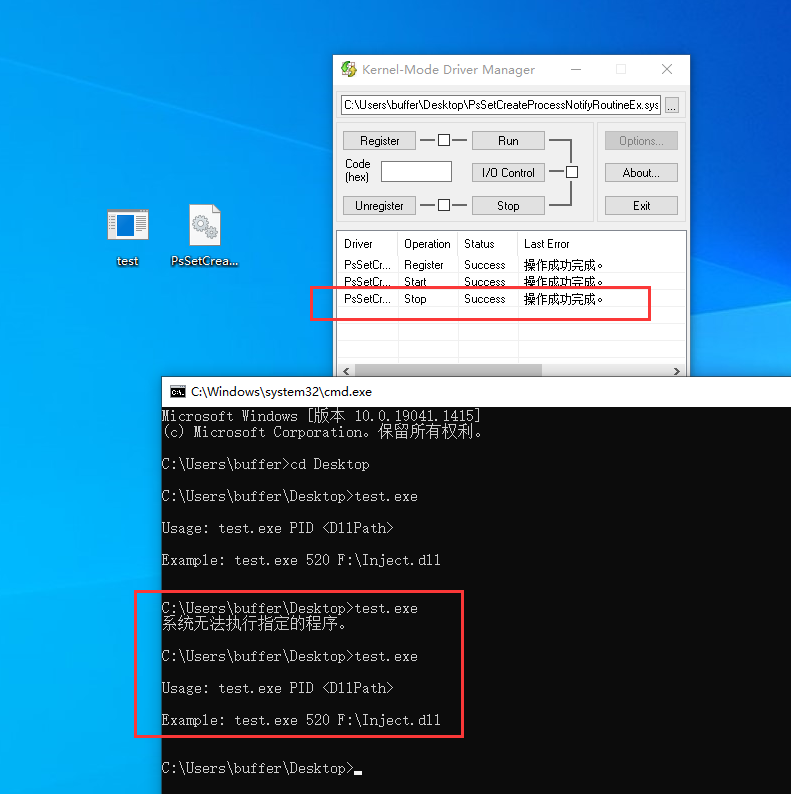 Kernel-Mode Driver Manager
C:\Users\buffer\Desktop\PsSetCreateProcessNotifyRoutineEx.sys
...
Register
Run
Options...
Code
(hex)
I/O Control
About...
Unregister
Stop
Exit
Driver Operation Status Last Error
PsSetCr... Register Success 操作成功完成。
PsSetCr... Start Success 操作成功完成。
PsSetCr... Stop Success 操作成功完成。
test
PsSetCrea...
C:\Windows\system32\cmd.exe
Microsoft Windows [版本 10.0.19041.1415]
(c) Microsoft Corporation。保留所有权利。
C:\Users\buffer>cd Desktop
C:\Users\buffer\Desktop>test.exe
Usage: test.exe PID <DllPath>
Example: test.exe 520 F:\Inject.dll
C:\Users\buffer\Desktop>test.exe
系统无法执行指定的程序。
C:\Users\buffer\Desktop>test.exe
Usage: test.exe PID <DllPath>
Example: test.exe 520 F:\Inject.dll
C:\Users\buffer\Desktop>